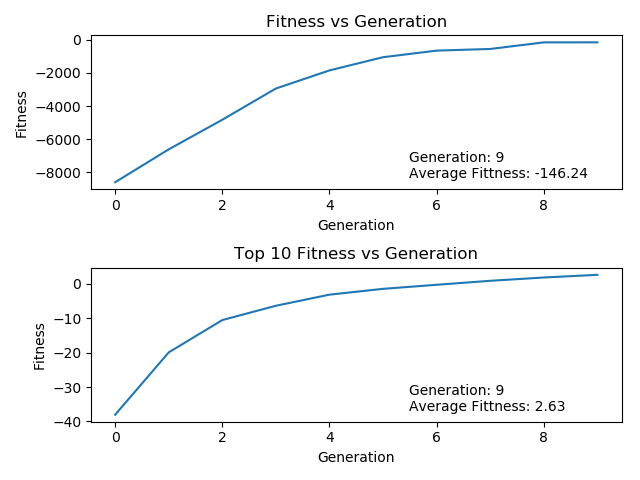 Fitness vs Generation
0
−2000
−4000
−6000
−8000
Fitness
Generation: 9
Average Fittness: -146.24
0 2 4 6 8
Generation
Top 10 Fitness vs Generation
0
−10
−20
−30
−40
Fitness
Generation: 9
Average Fittness: 2.63
0 2 4 6 8
Generation